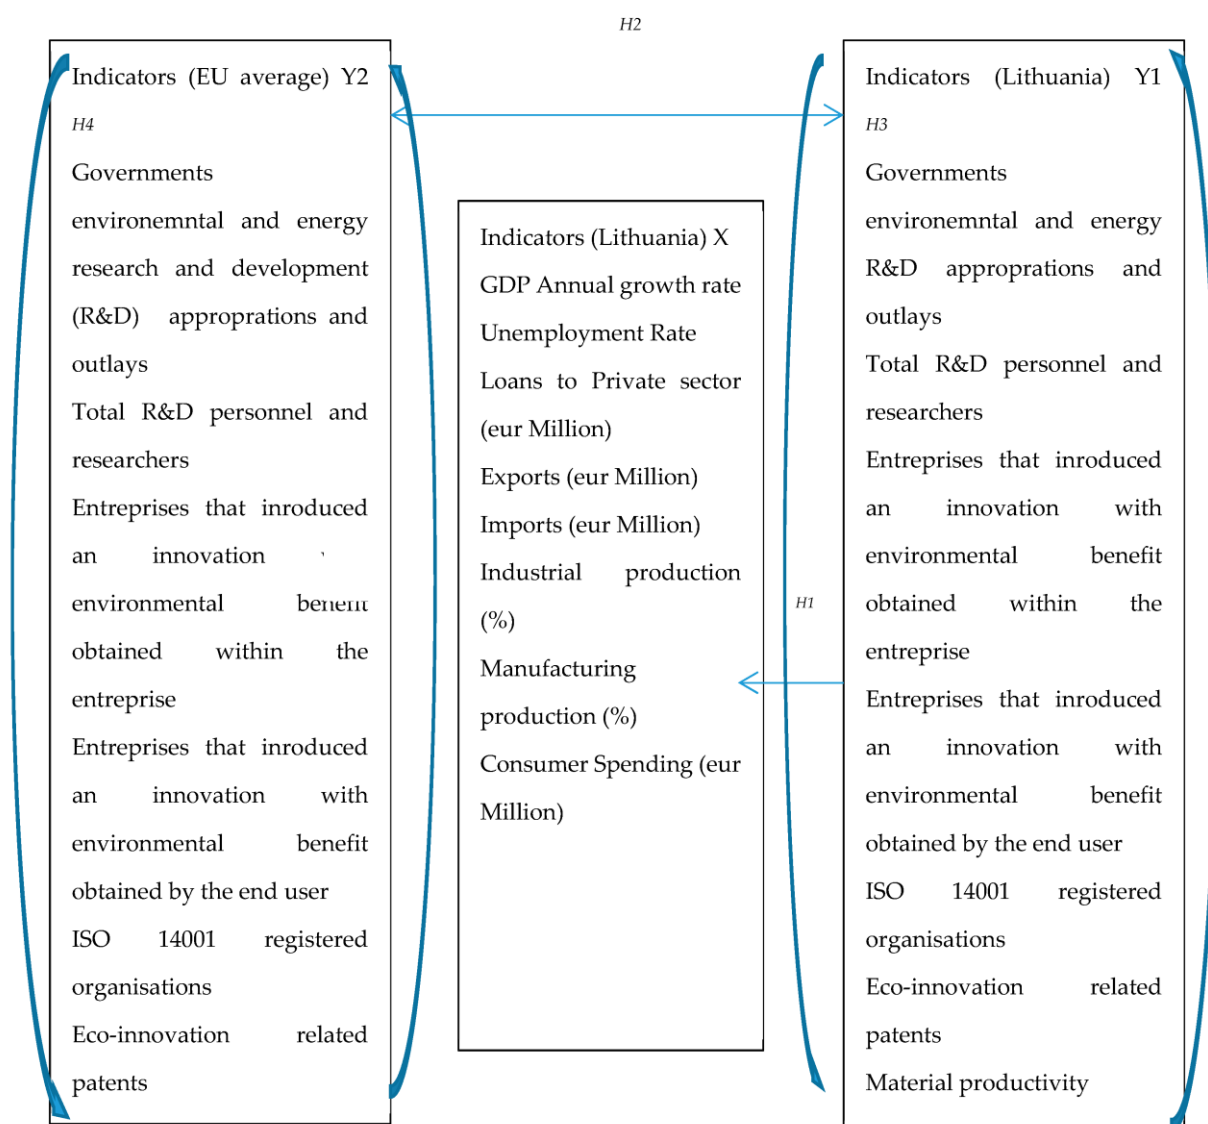 H2
Indicators (EU average) Y2
H4
Governments
environemntal and energy
research and development
(R&D) approprations and
outlays
Total R&D personnel and
researchers
Entreprises that inroduced
an innovation
environmental benefit
obtained within the
entreprise
Entreprises that inroduced
an innovation with
environmental benefit
obtained by the end user
ISO 14001 registered
organisations
Eco-innovation related
patents
Indicators (Lithuania) X
GDP Annual growth rate
Unemployment Rate
Loans to Private sector
(eur Million)
Exports (eur Million)
Imports (eur Million)
Industrial production
(%)
Manufacturing
production (%)
Consumer Spending (eur
Million)
H1
Indicators (Lithuania) Y1
H3
Governments
environemntal and energy
R&D approprations and
outlays
Total R&D personnel and
researchers
Entreprises that inroduced
an innovation with
environmental benefit
obtained within the
entreprise
Entreprises that inroduced
an innovation with
environmental benefit
obtained by the end user
ISO 14001 registered
organisations
Eco-innovation related
patents
Material productivity